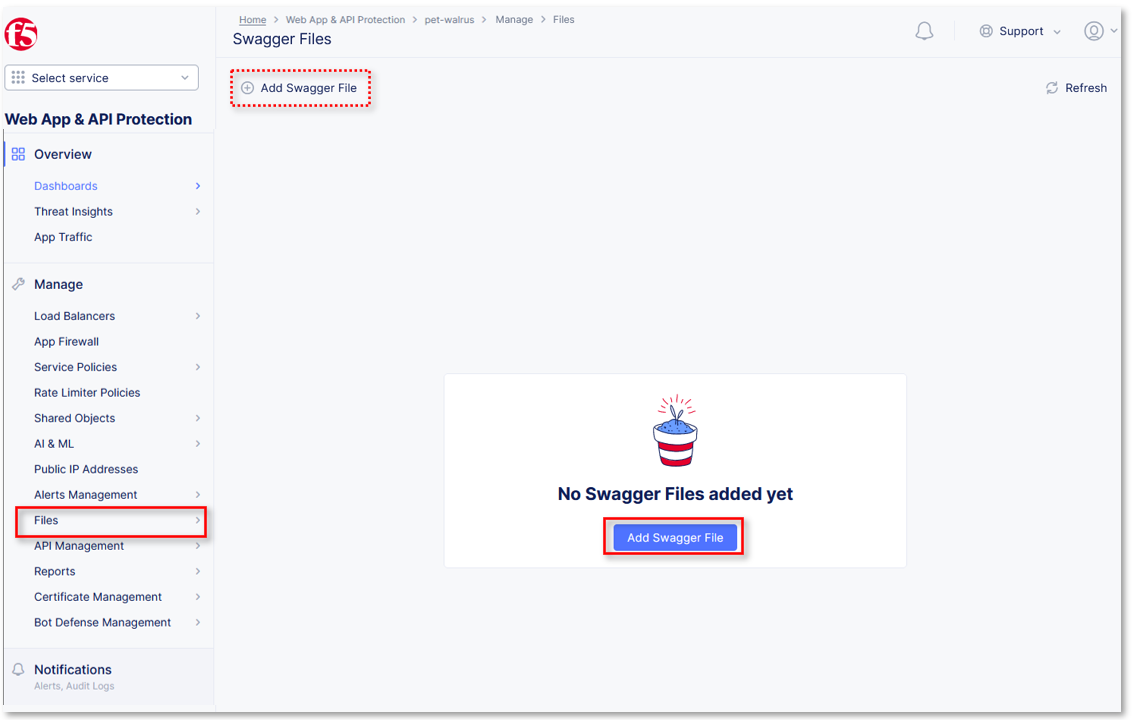 f5
Home > Web App & API Protection > pet-walrus > Manage > Files
Swagger Files
Support
Select service
Add Swagger File
Refresh
Web App & API Protection
Overview
Dashboards
Threat Insights
App Traffic
Manage
Load Balancers
App Firewall
Service Policies
Rate Limiter Policies
Shared Objects
AI & ML
Public IP Addresses
Alerts Management
Files
API Management
Reports
Certificate Management
Bot Defense Management
Notifications
Alerts, Audit Logs
No Swagger Files added yet
Add Swagger File